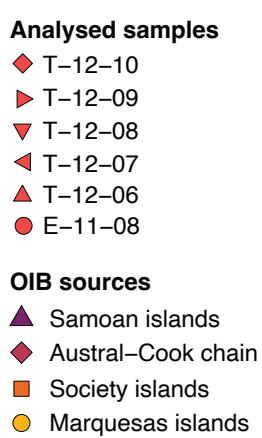 Analysed samples
T−12−10
T−12−09
T−12−08
T−12−07
T−12−06
E−11−08
OIB sources
Samoan islands
Austral−Cook chain
Society islands
Marquesas islands